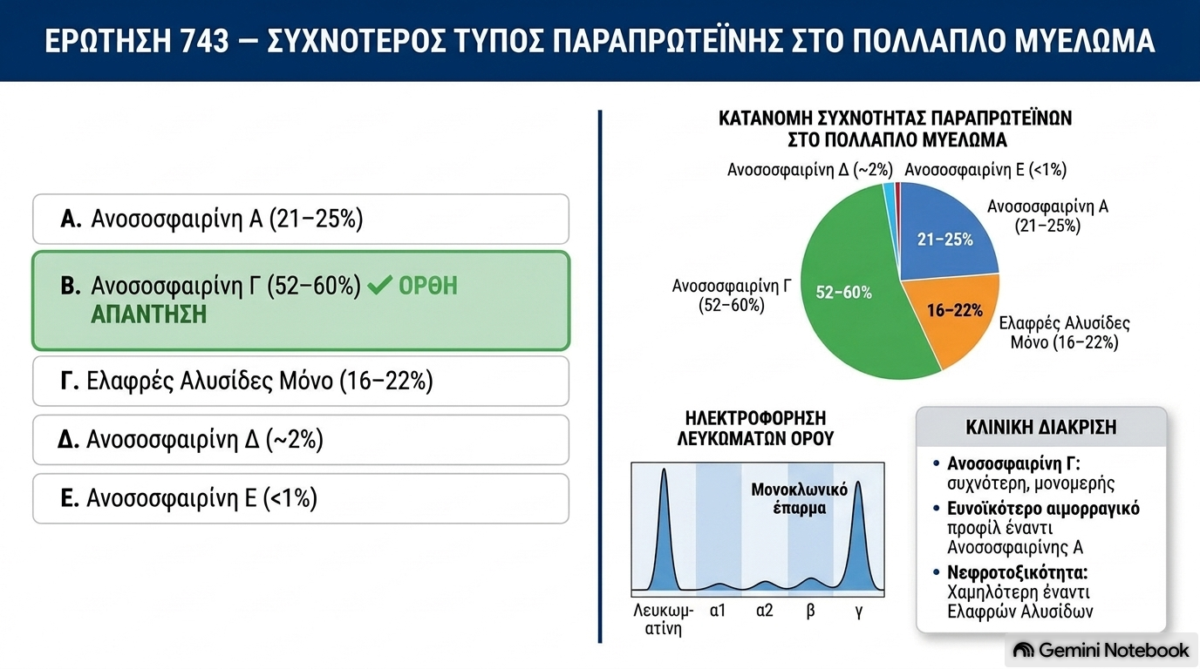 ΕΡΩΤΗΣΗ 743 — ΣΥΧΝΟΤΕΡΟΣ ΤΥΠΟΣ ΠΑΡΑΠΡΩΤΕΪΝΗΣ ΣΤΟ ΠΟΛΛΑΠΛΟ ΜΥΕΛΩΜΑ
Α. Ανοσοσφαιρίνη Α (21–25%)
Β. Ανοσοσφαιρίνη Γ (52–60%) ✓ ΟΡΘΗ
ΑΠΑΝΤΗΣΗ
Γ. Ελαφρές Αλυσίδες Μόνο (16–22%)
Δ. Ανοσοσφαιρίνη Δ (~2%)
Ε. Ανοσοσφαιρίνη Ε (<1%)
ΚΑΤΑΝΟΜΗ ΣΥΧΝΟΤΗΤΑΣ ΠΑΡΑΠΡΩΤΕΪΝΩΝ
ΣΤΟ ΠΟΛΛΑΠΛΟ ΜΥΕΛΩΜΑ
Ανοσοσφαιρίνη Δ (~2%)
Ανοσοσφαιρίνη Ε (<1%)
Ανοσοσφαιρίνη Α
(21–25%)
21–25%
Ανοσοσφαιρίνη Γ
(52–60%)
52–60%
16–22%
Ελαφρές Αλυσίδες
Μόνο (16–22%)
ΗΛΕΚΤΡΟΦΟΡΗΣΗ
ΛΕΥΚΩΜΑΤΩΝ ΟΡΟΥ
Μονοκλωνικό
έπαρμα
Λευκωμ-
ατίνη
α1
α2
β
γ
ΚΛΙΝΙΚΗ ΔΙΑΚΡΙΣΗ
• Ανοσοσφαιρίνη Γ:
συχνότερη, μονομερής
• Ευνοϊκότερο αιμορραγικό
προφίλ έναντι
Ανοσοσφαιρίνης Α
• Νεφροτοξικότητα:
Χαμηλότερη έναντι
Ελαφρών Αλυσίδων
Gemini Notebook